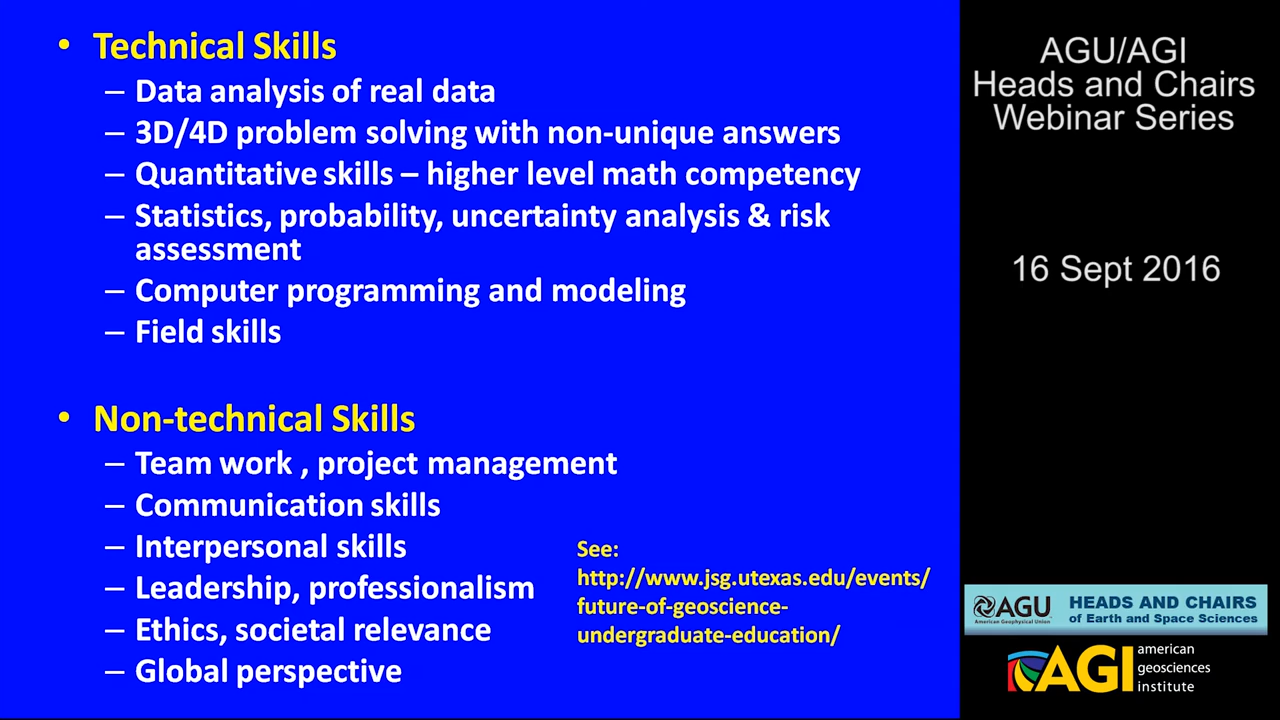 • Technical Skills
– Data analysis of real data
– 3D/4D problem solving with non-unique answers
– Quantitative skills – higher level math competency
– Statistics, probability, uncertainty analysis & risk
assessment
– Computer programming and modeling
– Field skills
• Non-technical Skills
– Team work , project management
– Communication skills
– Interpersonal skills
– Leadership, professionalism
– Ethics, societal relevance
– Global perspective
See:
http://www.jsg.utexas.edu/events/
future-of-geoscience-
undergraduate-education/
AGU/AGI
Heads and Chairs
Webinar Series
16 Sept 2016
AGU
American Geophysical Union
HEADS AND CHAIRS
of Earth and Space Sciences
AGI
american
geosciences
institute